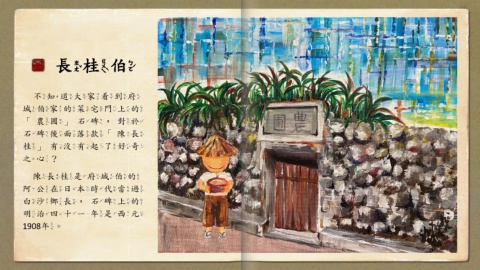 長桂伯
不知道大家看到府
城伯家的菜宅門上的
「農園」石碑，對於
石碑後面落款「陳長
桂」有沒有起了好奇
之心？
陳長桂是府城伯的
阿公在日本時代當過
白沙鄉長，石碑上的
明治四十一年是西元
1908年。
農園